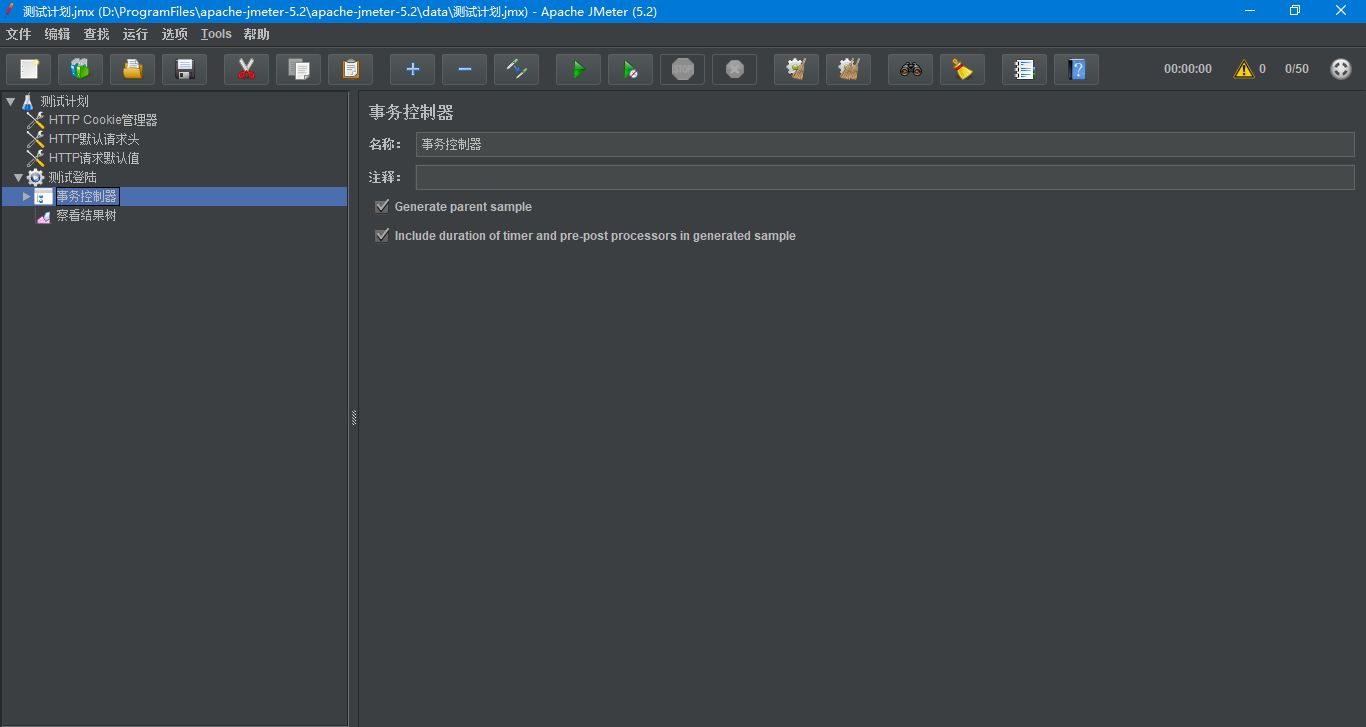 测试计划.jmx (D:\ProgramFiles\apache-jmeter-5.2\apache-jmeter-5.2\data\测试计划.jmx) - Apache JMeter (5.2)
文件 编辑 查找 运行 选项 Tools 帮助
STOP 00:00:00 0 0/50
测试计划
HTTP Cookie管理器
HTTP默认请求头
HTTP请求默认值
测试登陆
事务控制器
察看结果树
事务控制器
名称： 事务控制器
注释：
Generate parent sample
Include duration of timer and pre-post processors in generated sample